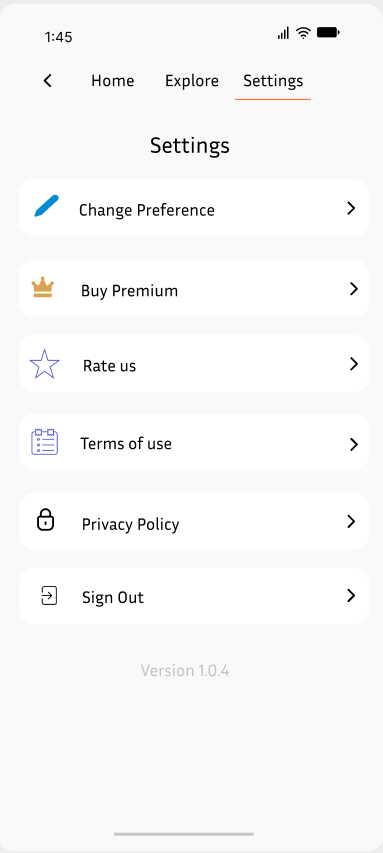 1:45
Home Explore Settings
Settings
Change Preference
Buy Premium
Rate us
Terms of use
Privacy Policy
Sign Out
Version 1.0.4